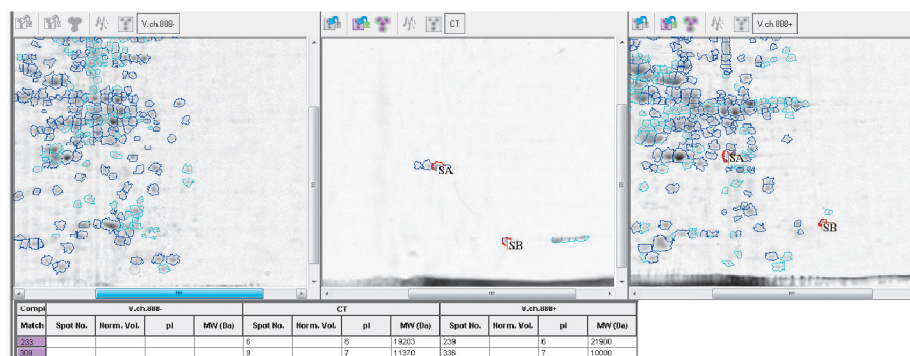 V.ch.888-
CT
V.ch.888+
SA
SA
SB
SB
Compl V.ch.888- CT V.ch.888+
Match Spot No. Norm. Vol. pI MW (Da) Spot No. Norm. Vol. pI MW (Da) Spot No. Norm. Vol. pI MW (Da)
233 6 6 19203 239 6 21900
309 9 7 11370 336 7 10000